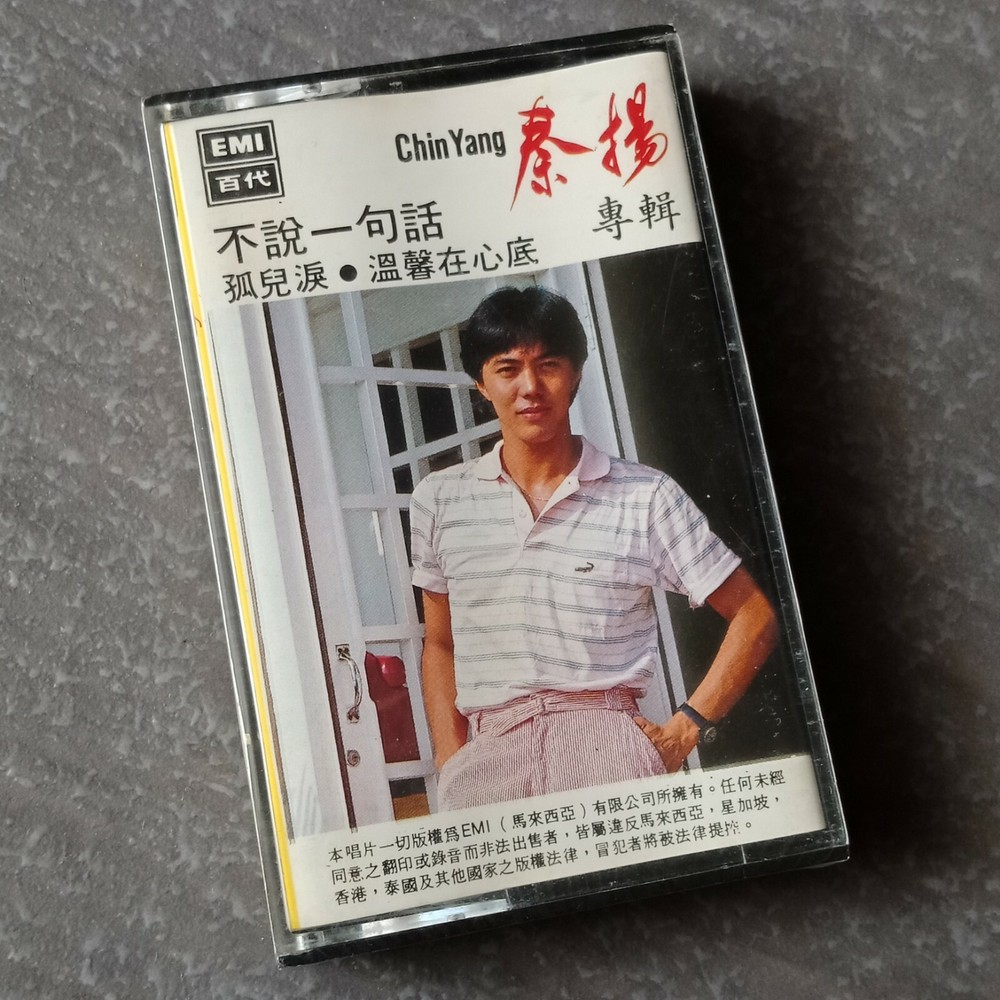 EMI
百代
Chin Yang 秦揚
專輯
不說一句話
孤兒淚●溫馨在心底
本唱片一切版權爲EMI(馬來西亞)有限公司所擁有。任何未經
同意之翻印或錄音而非法出售者,皆屬違反馬來西亞,星加坡,
香港,泰國及其他國家之版權法律,冒犯者將被法律提控。